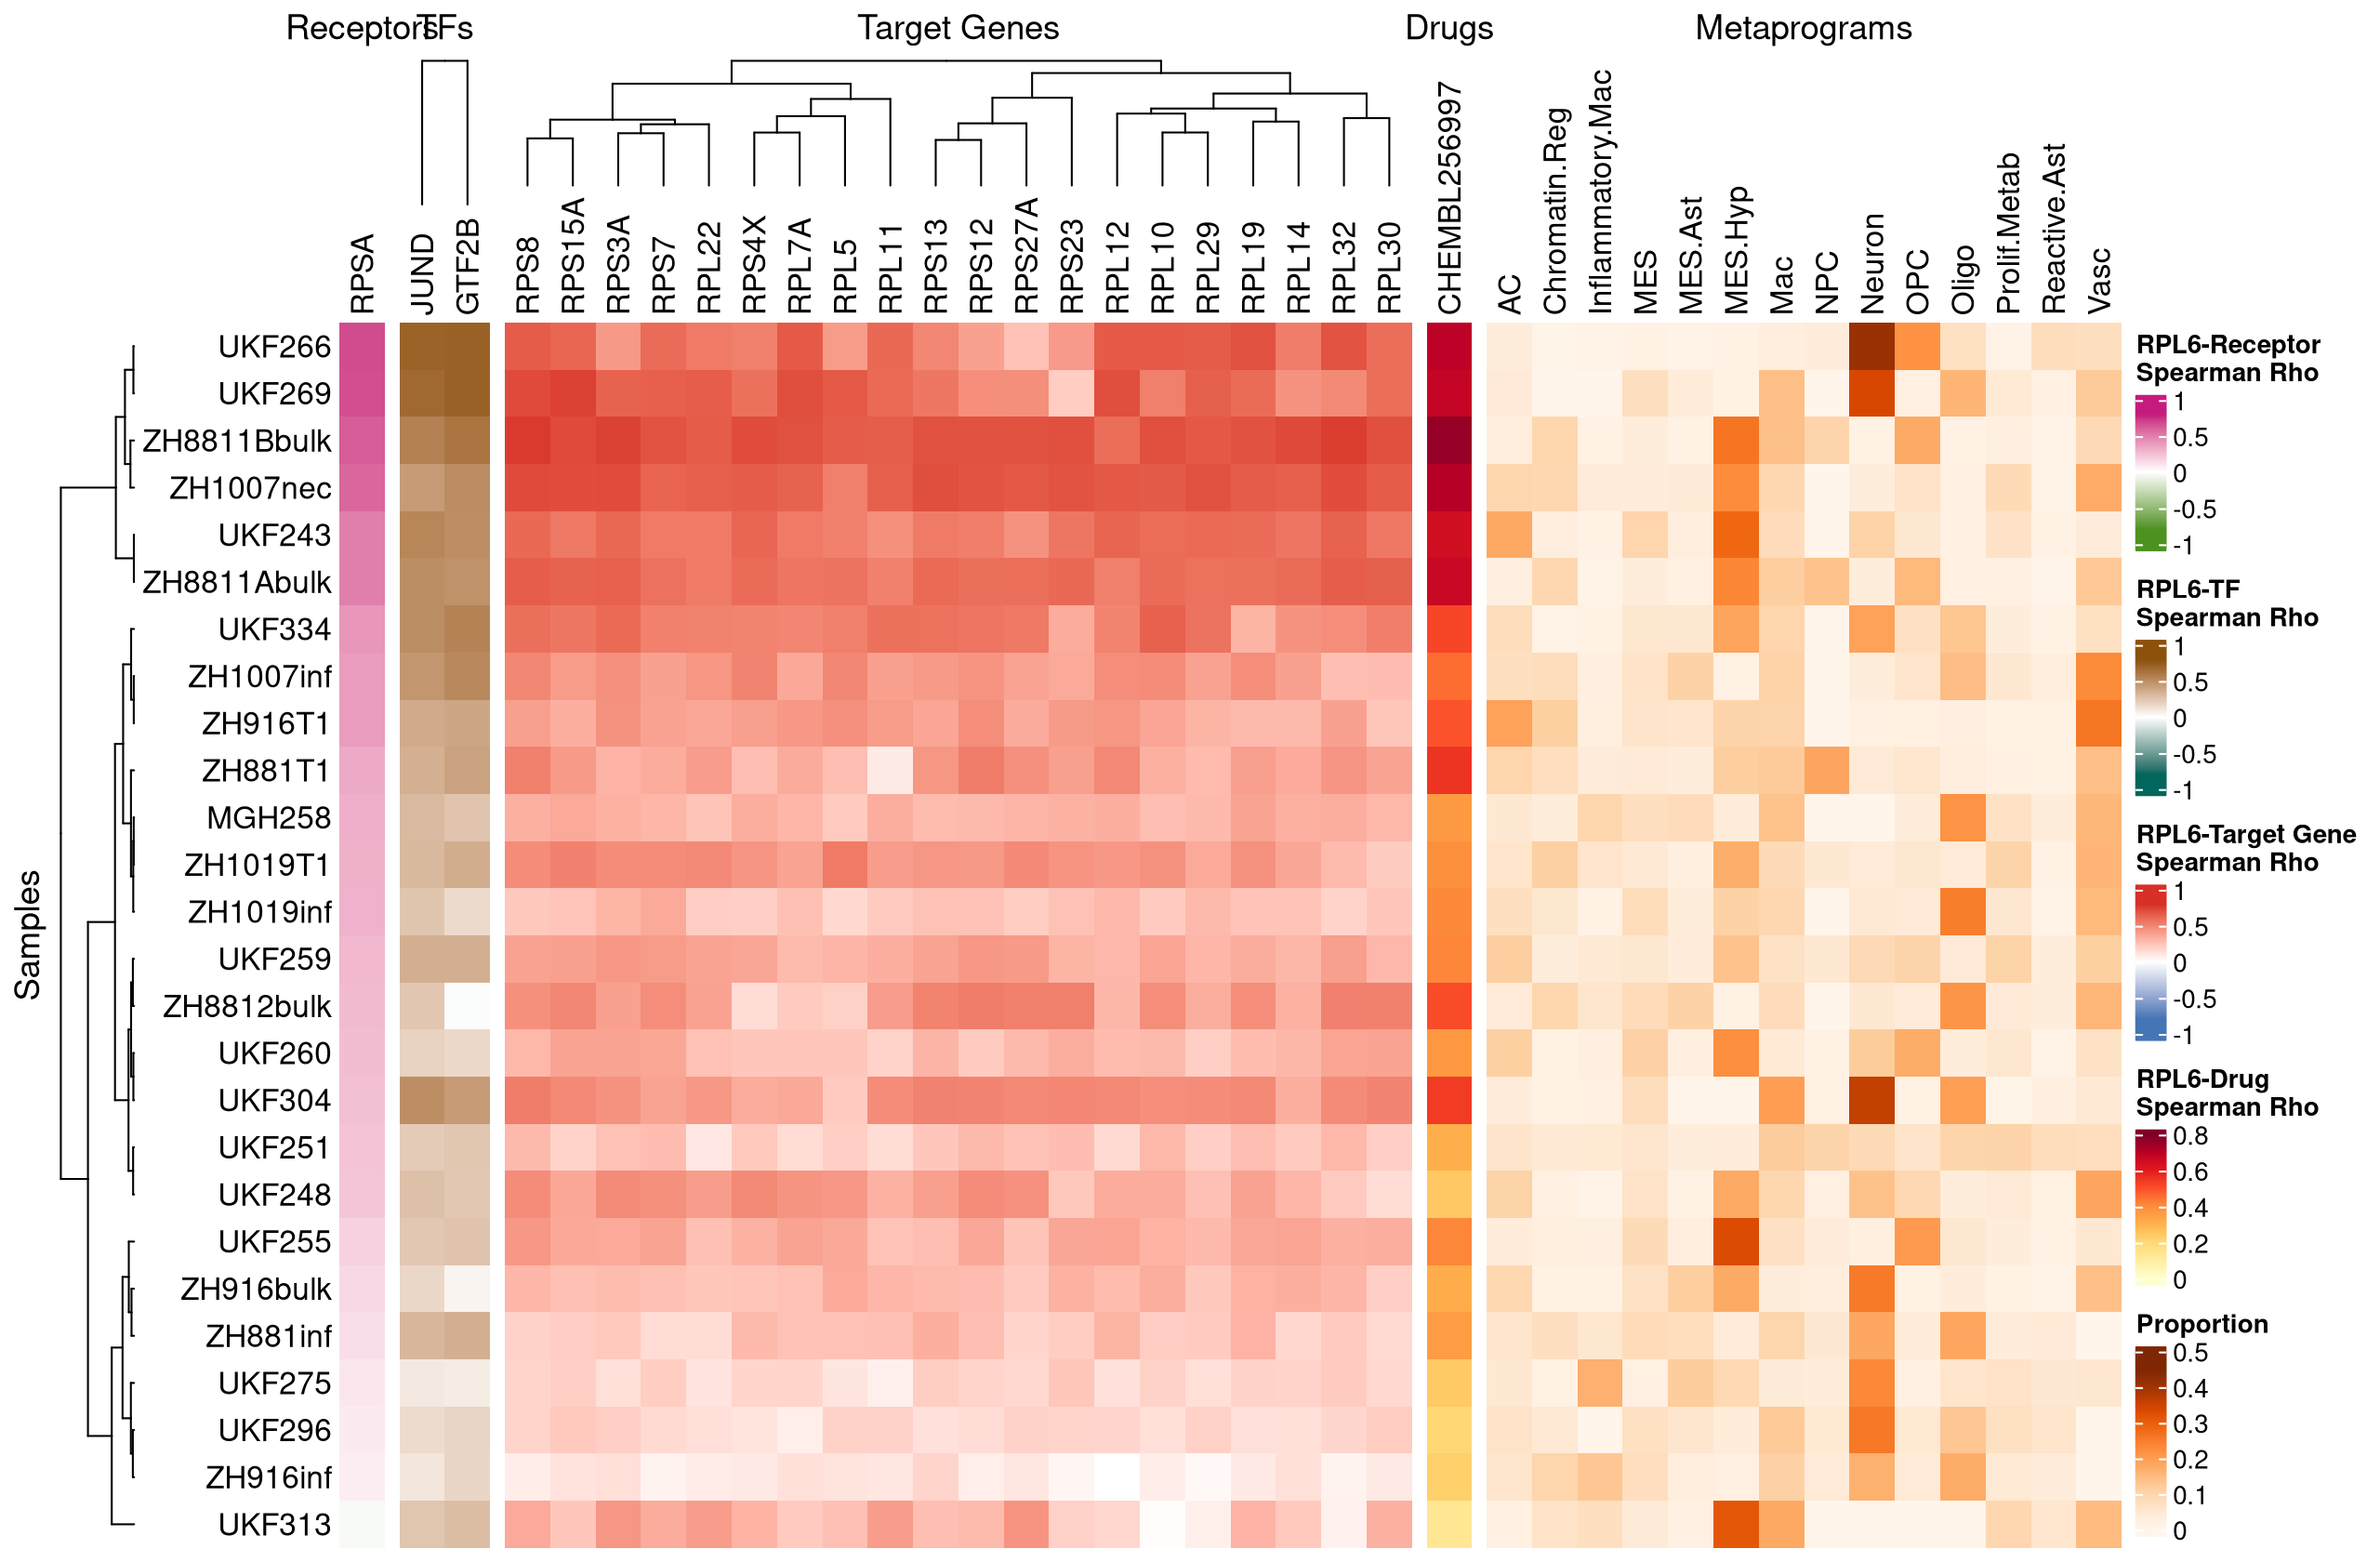 Receptors TFs Target Genes Drugs Metaprograms
RPSA JUND GTF2B RPS8 RPS15A RPS3A RPS7 RPL22 RPS4X RPL7A RPL5 RPL11 RPS13 RPS12 RPS27A RPS23 RPL12 RPL10 RPL29 RPL19 RPL14 RPL32 RPL30 CHEMBL256997 AC Chromatin.Reg Inflammatory.Mac MES MES.Ast MES.Hyp Mac NPC Neuron OPC Oligo Prolif.Metab Reactive.Ast Vasc
Samples
UKF266
UKF269
ZH8811Bbulk
ZH1007nec
UKF243
ZH8811Abulk
UKF334
ZH1007inf
ZH916T1
ZH881T1
MGH258
ZH1019T1
ZH1019inf
UKF259
ZH8812bulk
UKF260
UKF304
UKF251
UKF248
UKF255
ZH916bulk
ZH881inf
UKF275
UKF296
ZH916inf
UKF313
RPL6-Receptor
Spearman Rho
1
0.5
0
-0.5
-1
RPL6-TF
Spearman Rho
1
0.5
0
-0.5
-1
RPL6-Target Gene
Spearman Rho
1
0.5
0
-0.5
-1
RPL6-Drug
Spearman Rho
0.8
0.6
0.4
0.2
0
Proportion
0.5
0.4
0.3
0.2
0.1
0